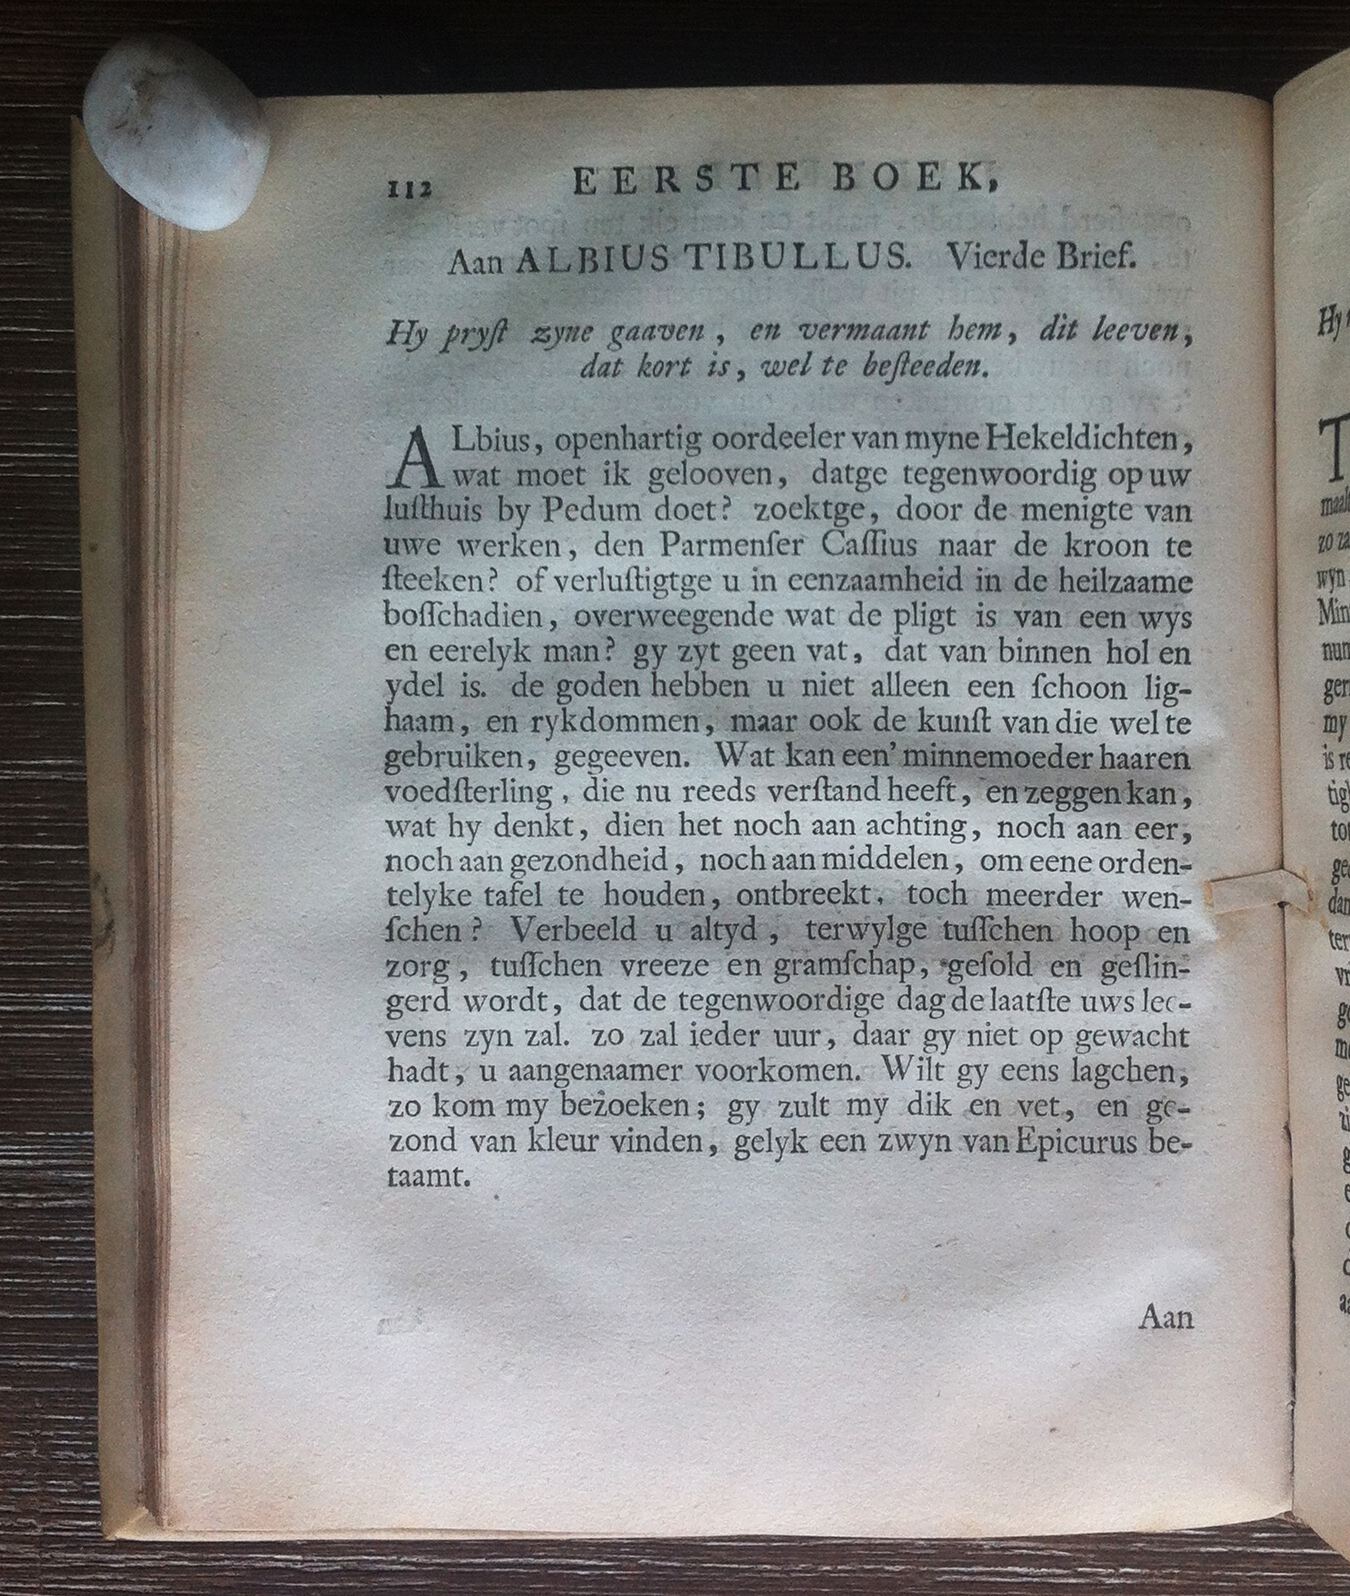 112 EERSTE BOEK,
Aan ALBIUS TIBULLUS. Vierde Brief.
Hy pryſt zyne gaaven, en vermaant hem, dit leeven,
dat kort is, wel te beſteeden.
ALbius, openhartig oordeeler van myne Hekeldichten,
wat moet ik gelooven, datge tegenwoordig op uw
luſthuis by Pedum doet? zoektge, door de menigte van
uwe werken, den Parmenſer Caſſius naar de kroon te
ſteeken? of verluſtigtge u in eenzaamheid in de heilzaame
boſſchadien, overweegende wat de pligt is van een wys
en eerelyk man? gy zyt geen vat, dat van binnen hol en
ydel is. de goden hebben u niet alleen een ſchoon lig-
haam, en rykdommen, maar ook de kunſt van die wel te
gebruiken, gegeeven. Wat kan een' minnemoeder haaren
voedſterling, die nu reeds verſtand heeft, en zeggen kan,
wat hy denkt, dien het noch aan achting, noch aan eer,
noch aan gezondheid, noch aan middelen, om eene orden-
telyke tafel te houden, ontbreekt, toch meerder wen-
ſchen? Verbeeld u altyd, terwylge tuſſchen hoop en
zorg, tuſſchen vreeze en gramſchap, geſold en geſlin-
gerd wordt, dat de tegenwoordige dag de laatſte uws lee-
vens zyn zal. zo zal ieder uur, daar gy niet op gewacht
hadt, u aangenaamer voorkomen. Wilt gy eens lagchen,
zo kom my bezoeken; gy zult my dik en vet, en ge-
zond van kleur vinden, gelyk een zwyn van Epicurus be-
taamt.
Aan
Hy
T
zo
wyn
my